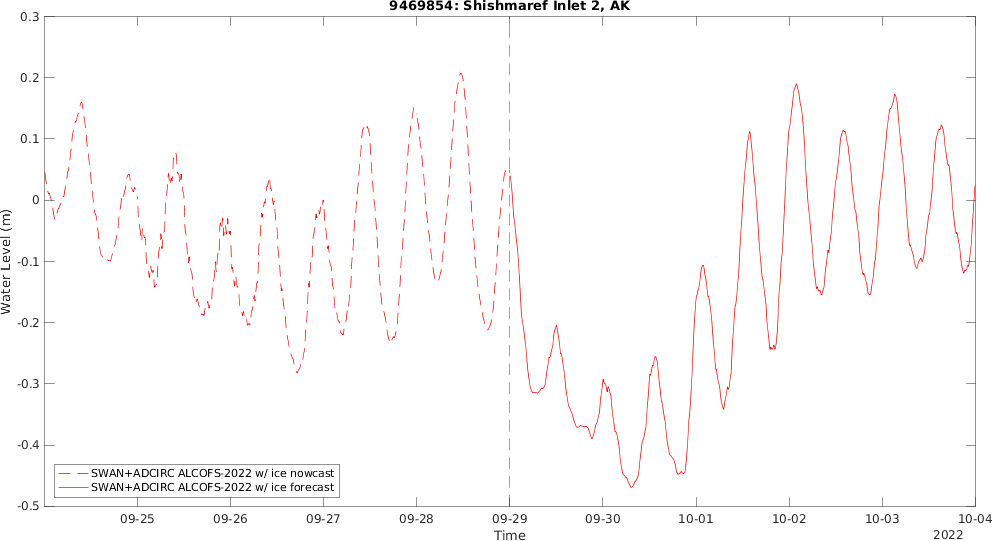 9469854: Shishmaref Inlet 2, AK
0.3
0.2
0.1
0
-0.1
-0.2
-0.3
-0.4
-0.5
Water Level (m)
SWAN+ADCIRC ALCOFS-2022 w/ ice nowcast
SWAN+ADCIRC ALCOFS-2022 w/ ice forecast
09-25 09-26 09-27 09-28 09-29 09-30 10-01 10-02 10-03 10-04
Time
2022